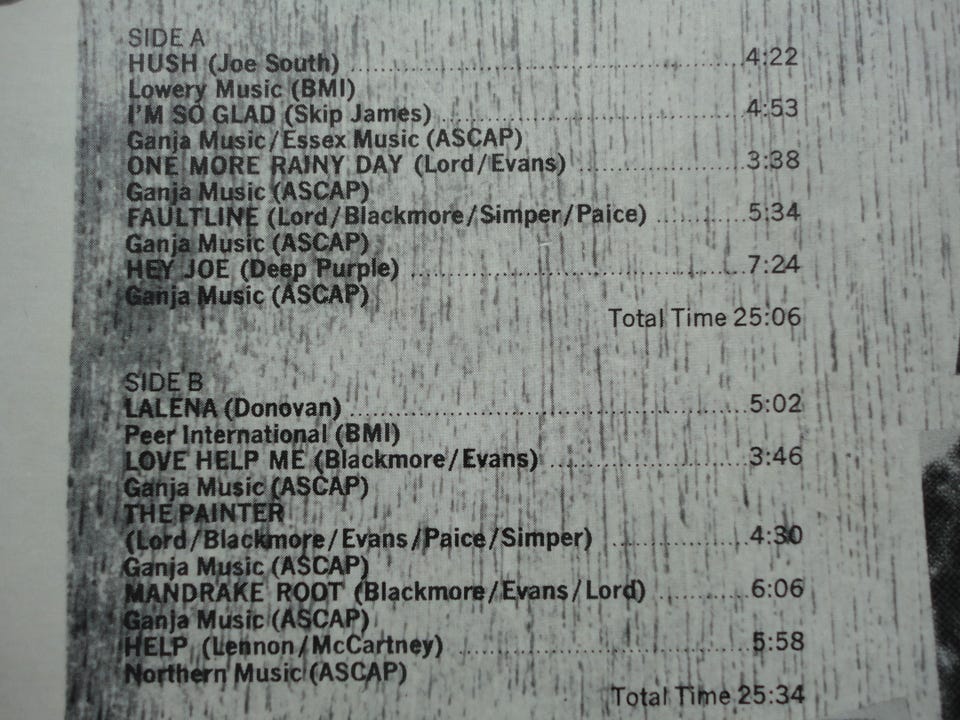 SIDE A
HUSH (Joe South) ........................................ 4:22
Lowery Music (BMI)
I'M SO GLAD (Skip James) ........................................ 4:53
Ganja Music/Essex Music (ASCAP)
ONE MORE RAINY DAY (Lord/Evans) ........................ 3:38
Ganja Music (ASCAP)
FAULTLINE (Lord/Blackmore/Simper/Paice) ............ 5:34
Ganja Music (ASCAP)
HEY JOE (Deep Purple) ........................................ 7:24
Ganja Music (ASCAP)
Total Time 25:06
SIDE B
LALENA (Donovan) ........................................ 5:02
Peer International (BMI)
LOVE HELP ME (Blackmore/Evans) ........................ 3:46
Ganja Music (ASCAP)
THE PAINTER
(Lord/Blackmore/Evans/Paice/Simper) .................. 4:30
Ganja Music (ASCAP)
MANDRAKE ROOT (Blackmore/Evans/Lord) ............ 6:06
Ganja Music (ASCAP)
HELP (Lennon/McCartney) ........................................ 5:58
Northern Music (ASCAP)
Total Time 25:34